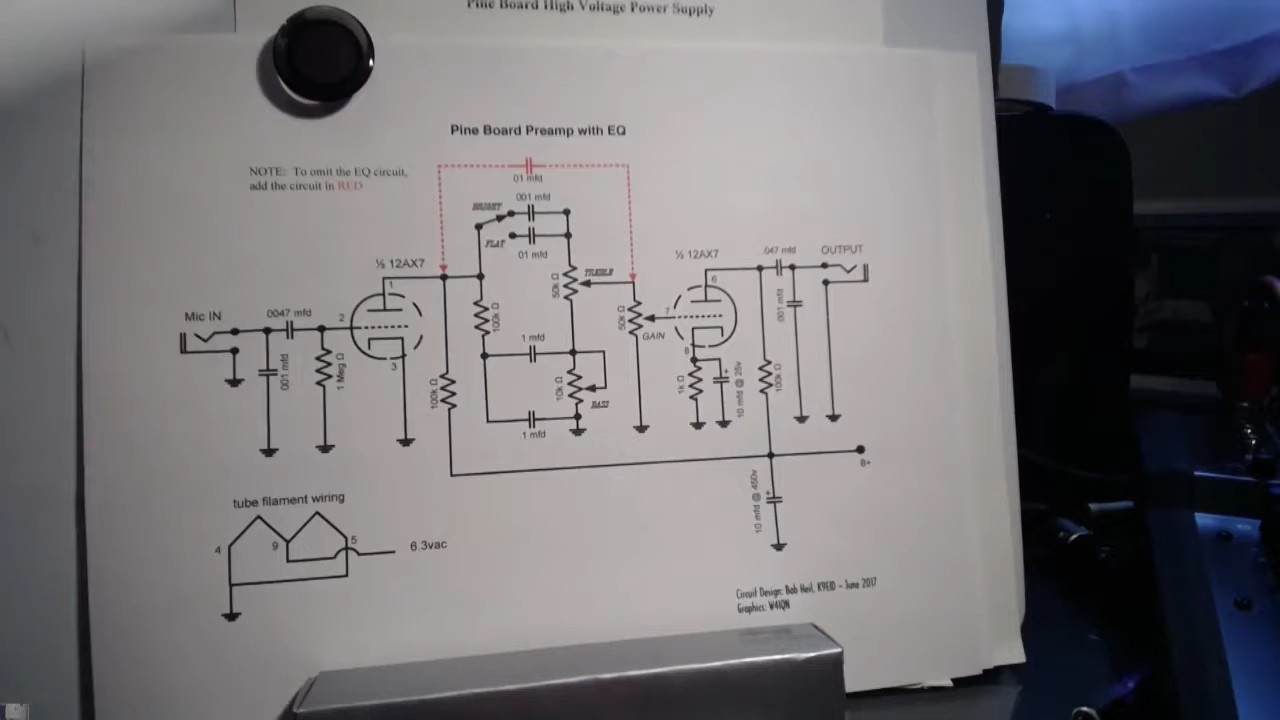 Pine Board High Voltage Power Supply
Pine Board Preamp with EQ
NOTE: To omit the EQ circuit,
add the circuit in RED
01 mfd
001 mfd
BRIGHT
FLAT
01 mfd
½ 12AX7
1
2
3
Mic IN
0047 mfd
001 mfd
1 Meg Ω
100k Ω
100k Ω
50k Ω
TREBLE
1 mfd
10k Ω
BASS
1 mfd
50k Ω
GAIN
½ 12AX7
6
7
8
1k Ω
10 mfd @ 25v
+
.047 mfd
OUTPUT
.001 mfd
100k Ω
B+
10 mfd @ 450v
+
tube filament wiring
4
9
5
6.3vac
Circuit Design: Bob Heil, K9EID - June 2017
Graphics: W4IQN